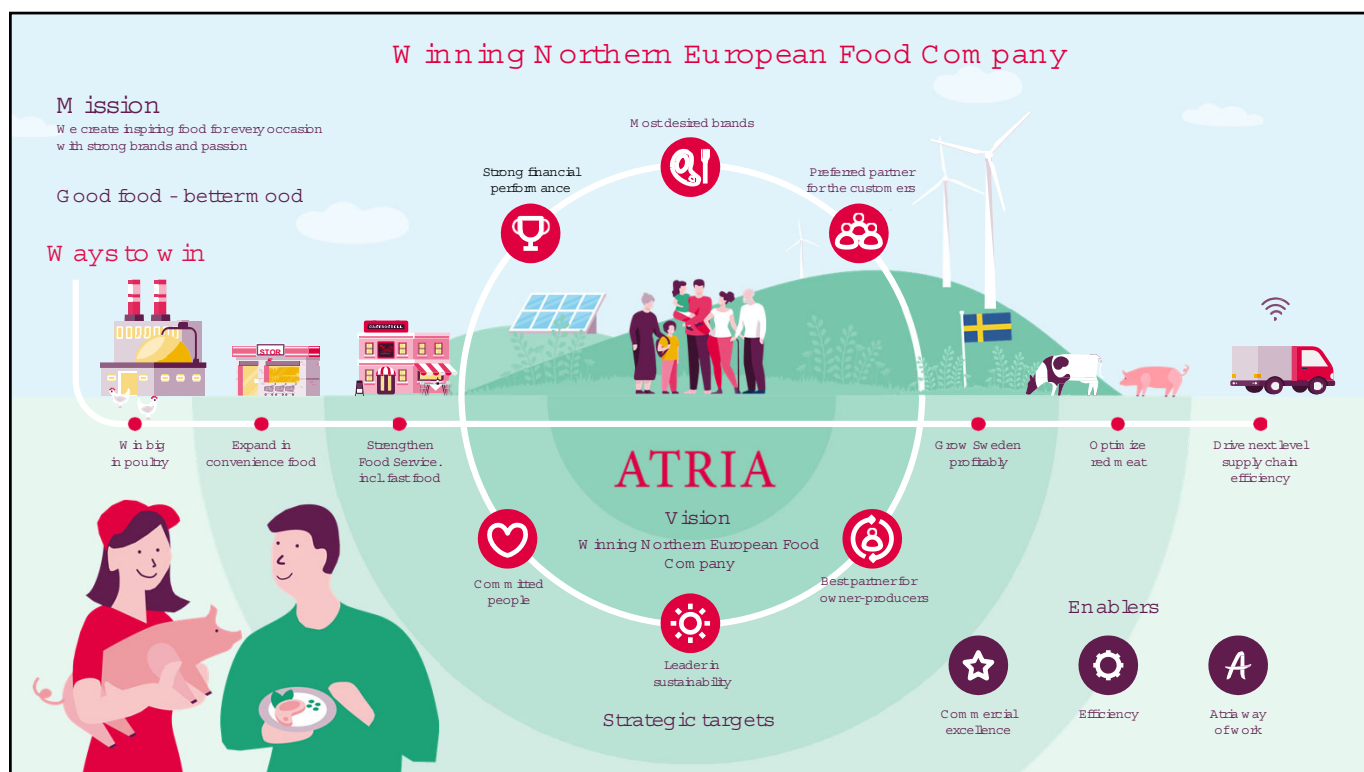 Winning Northern European Food Company
Mission
We create inspiring food for every occasion
with strong brands and passion
Good food - better mood
Ways to win
Most desired brands
Strong financial
performance
Preferred partner
for the customers
GASTROGRILL
STOR
Win big
in poultry
Expand in
convenience food
Strengthen
Food Service.
incl. fast food
Grow Sweden
profitably
Optimize
red meat
Drive next level
supply chain
efficiency
ATRIA
Vision
Winning Northern European Food
Company
Committed
people
Best partner for
owner-producers
Leader in
sustainability
Strategic targets
Enablers
Commercial
excellence
Efficiency
A
Atria way
of work